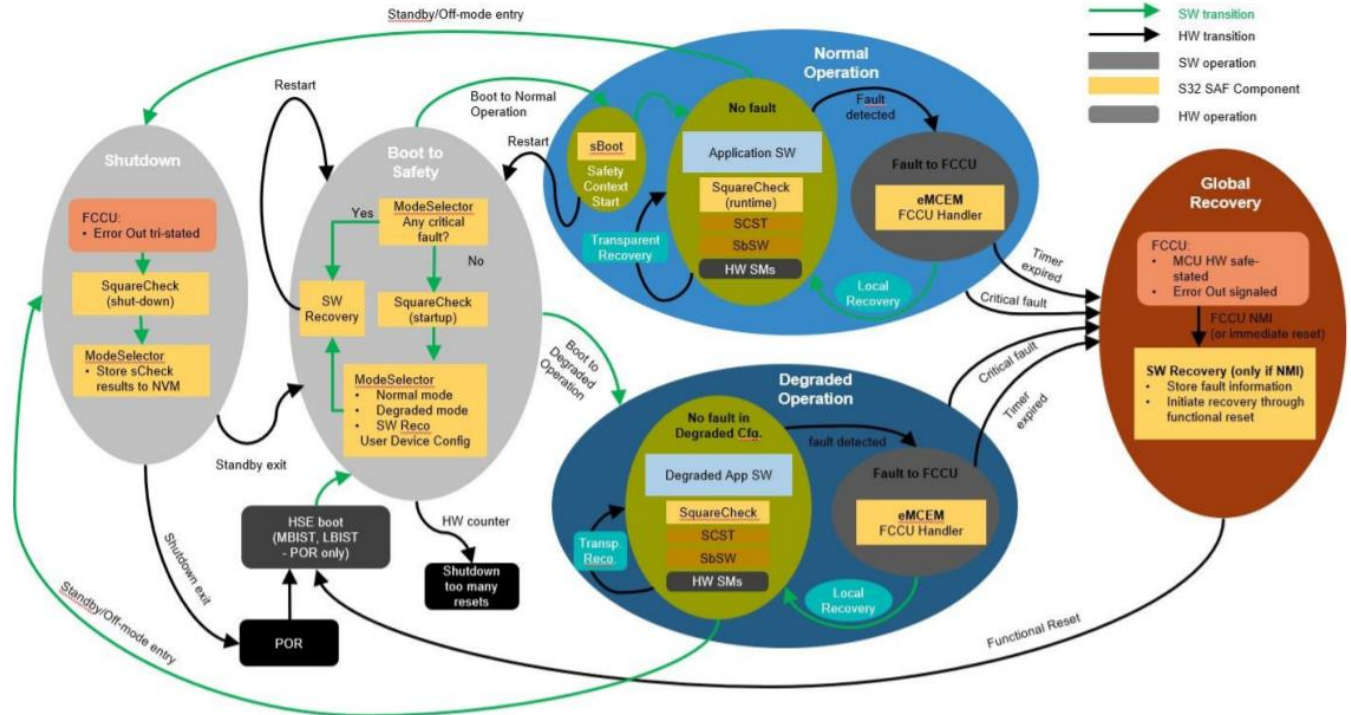 Standby/Off-mode entry
SW transition
HW transition
SW operation
S32 SAF Component
HW operation
Restart
Boot to Normal
Operation
Restart
Shutdown
FCCU:
• Error Out tri-stated
SquareCheck
(shut-down)
ModeSelector
• Store sCheck
results to NVM
Boot to
Safety
ModeSelector
Any critical
fault?
Yes
No
SW
Recovery
SquareCheck
(startup)
ModeSelector
• Normal mode
• Degraded mode
• SW Reco
User Device Config
Normal
Operation
sBoot
Safety
Context
Start
No fault
Application SW
SquareCheck
(runtime)
SCST
SbSW
HW SMs
Transparent
Recovery
Fault
detected
Fault to FCCU
eMCEM
FCCU Handler
Local
Recovery
Timer
expired
Critical fault
Global
Recovery
FCCU:
• MCU HW safe-
stated
• Error Out signaled
FCCU NMI
(or immediate reset)
SW Recovery (only if NMI)
• Store fault information
• Initiate recovery through
functional reset
Boot to
Degraded
Operation
Degraded
Operation
No fault in
Degraded Cfg.
Degraded App SW
SquareCheck
SCST
SbSW
HW SMs
Transp.
Reco.
fault detected
Fault to FCCU
eMCEM
FCCU Handler
Local
Recovery
Critical fault
Timer
expired
Standby exit
HSE boot
(MBIST, LBIST
- POR only)
HW counter
Shutdown
too many
resets
Shutdown exit
POR
Standby/Off-mode entry
Functional Reset